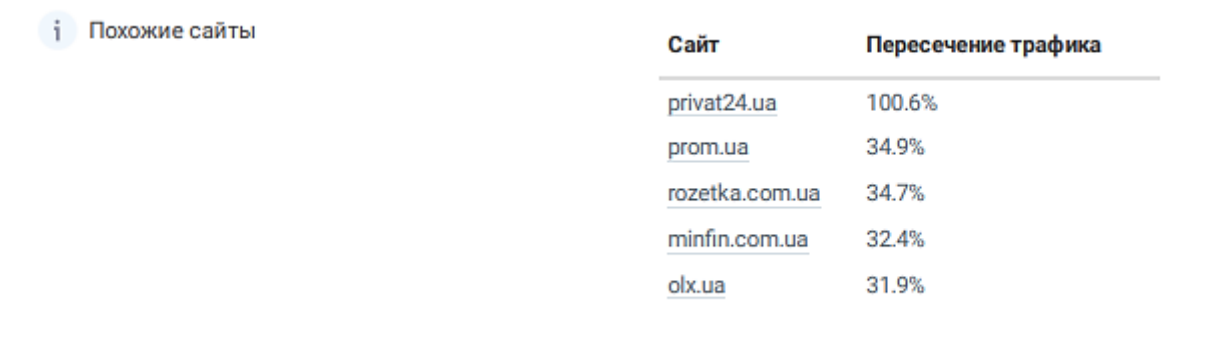 Похожие сайты
Сайт Пересечение трафика
privat24.ua 100.6%
prom.ua 34.9%
rozetka.com.ua 34.7%
minfin.com.ua 32.4%
olx.ua 31.9%